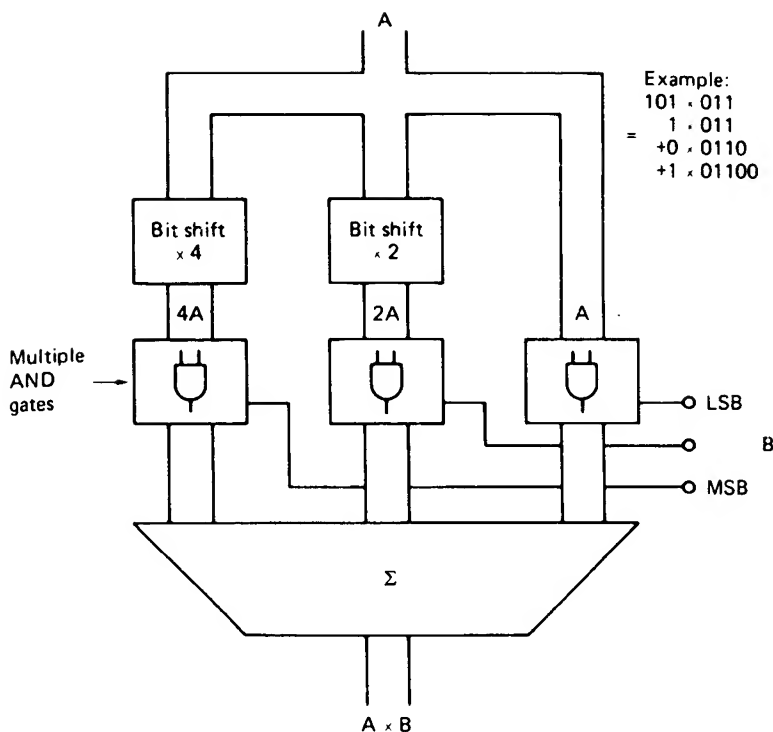 A
Example:
101 × 011
1 × 011
= +0 × 0110
+1 × 01100
Bit shift
× 4
Bit shift
× 2
4A
2A
A
Multiple
AND
gates
LSB
B
MSB
Σ
A × B